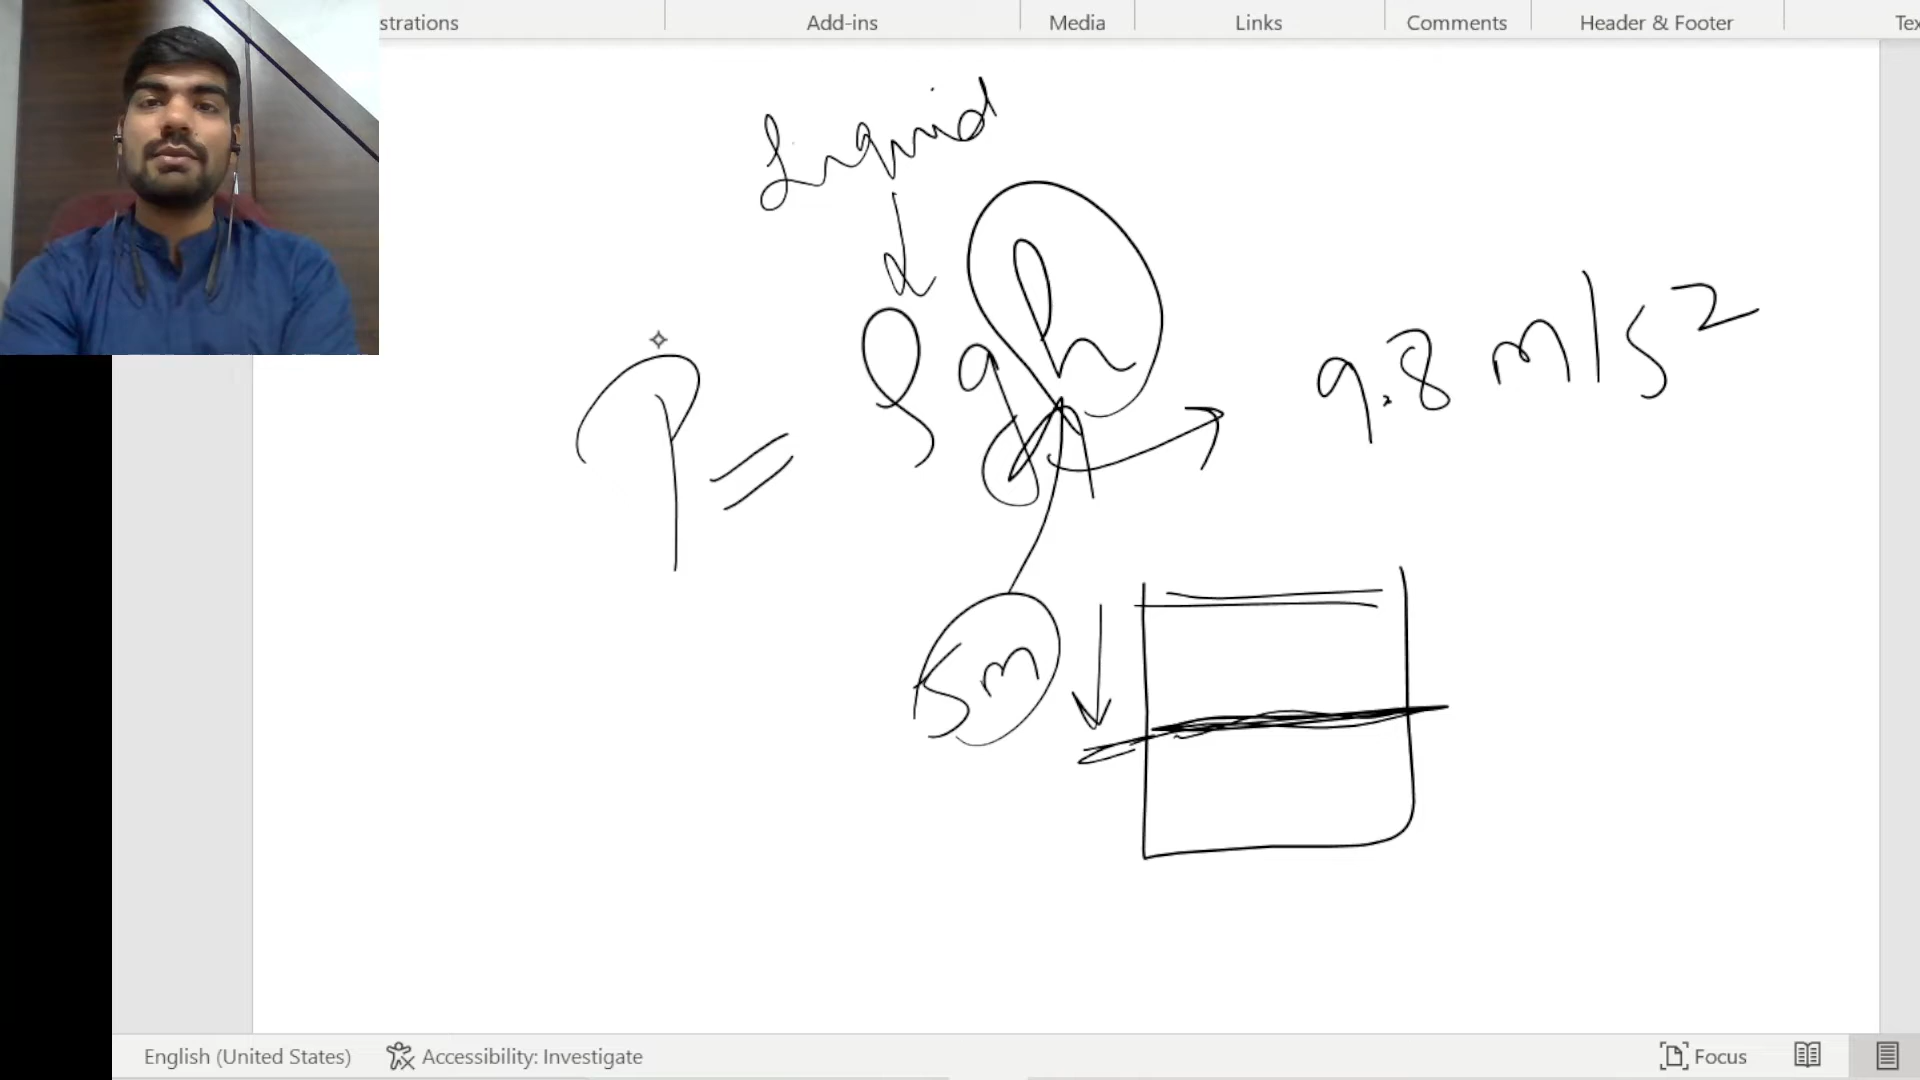 strations Add-ins Media Links Comments Header & Footer Tex
Liquid
P = ρgh
9.8 m/s²
5m
English (United States) Accessibility: Investigate Focus